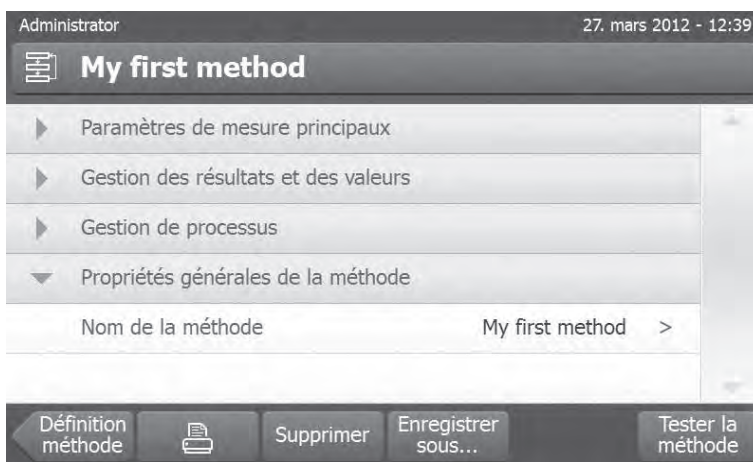 Administrator 27. mars 2012 - 12:39
My first method
Paramètres de mesure principaux
Gestion des résultats et des valeurs
Gestion de processus
Propriétés générales de la méthode
Nom de la méthode My first method >
Définition
méthode
Supprimer
Enregistrer
sous...
Tester la
méthode